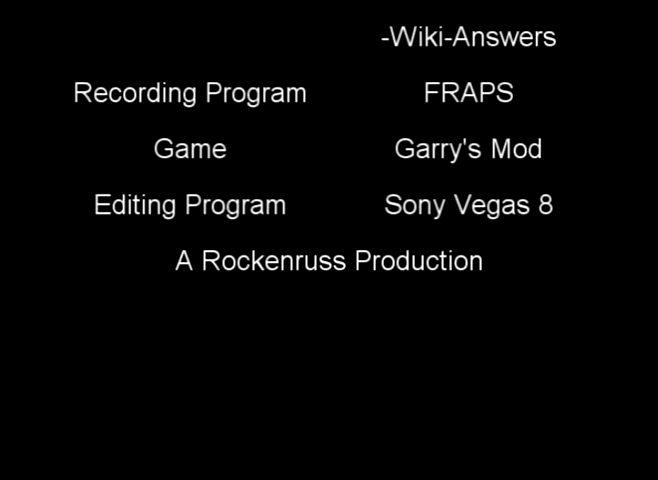 -Wiki-Answers
Recording Program FRAPS
Game Garry's Mod
Editing Program Sony Vegas 8
A Rockenruss Production